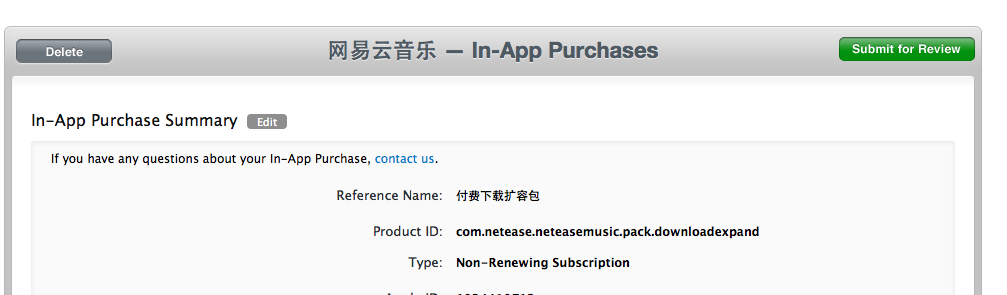 Delete
网易云音乐 — In-App Purchases
Submit for Review
In-App Purchase Summary Edit
If you have any questions about your In-App Purchase, contact us.
Reference Name: 付费下载扩容包
Product ID: com.netease.neteasemusic.pack.downloadexpand
Type: Non-Renewing Subscription